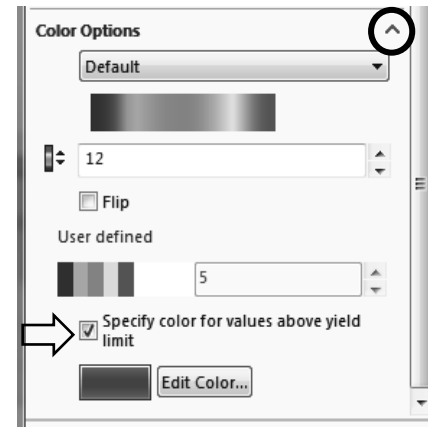 Color Options
Default
12
Flip
User defined
5
Specify color for values above yield
limit
Edit Color...